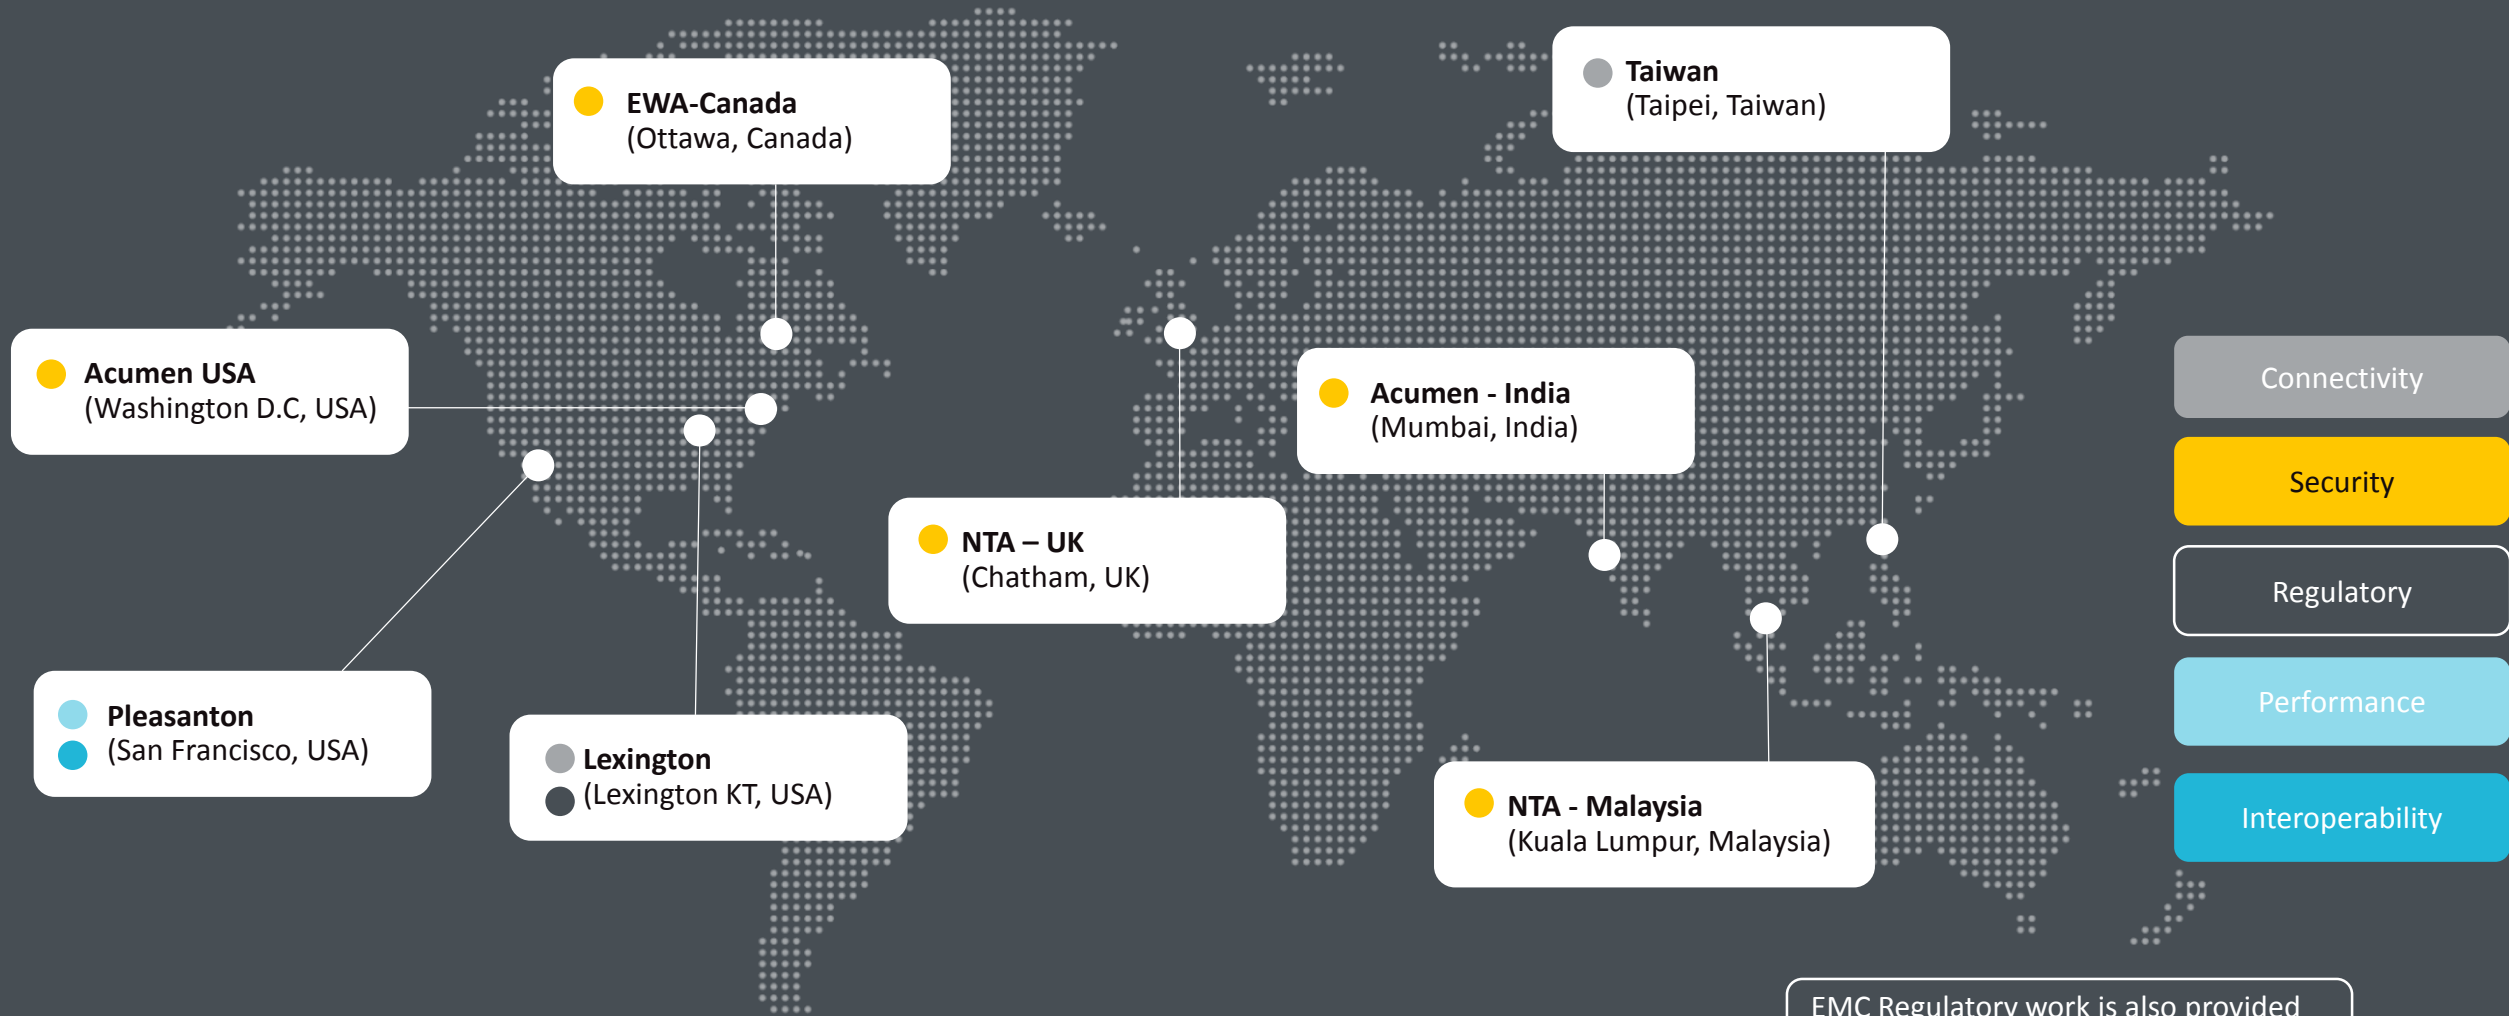 EWA-Canada
(Ottawa, Canada)
Taiwan
(Taipei, Taiwan)
Acumen USA
(Washington D.C, USA)
Acumen - India
(Mumbai, India)
NTA – UK
(Chatham, UK)
Pleasanton
(San Francisco, USA)
Lexington
(Lexington KT, USA)
NTA - Malaysia
(Kuala Lumpur, Malaysia)
Connectivity
Security
Regulatory
Performance
Interoperability
EMC Regulatory work is also provided